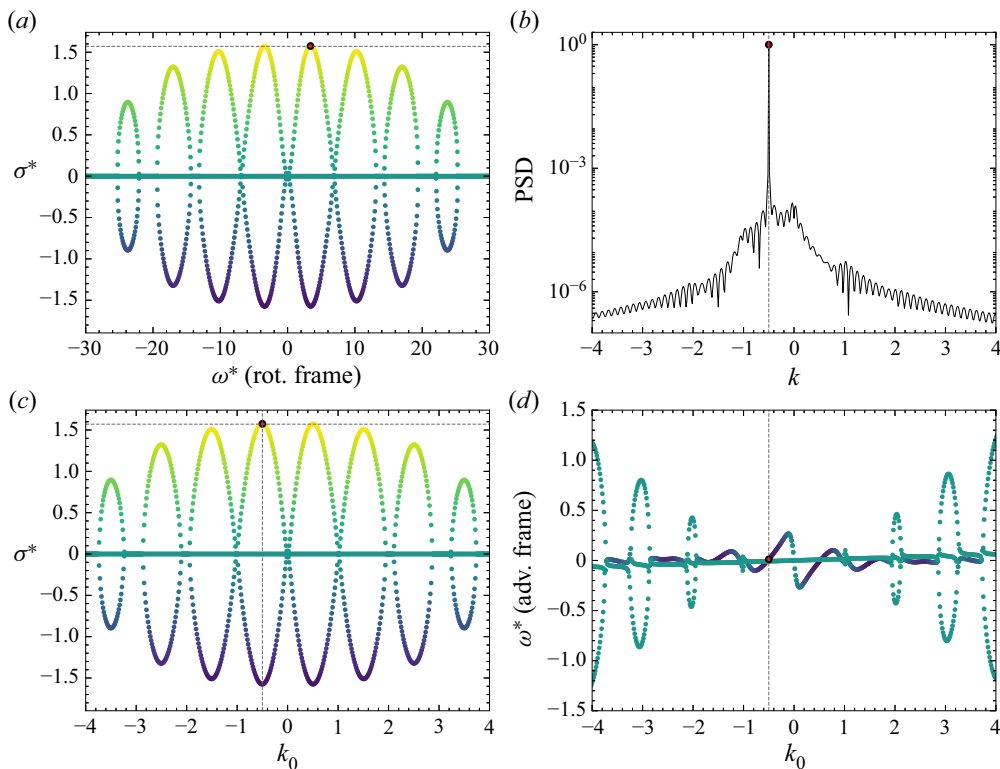 (a)
1.5
1.0
0.5
σ* 0
−0.5
−1.0
−1.5
−30 −20 −10 0 10 20 30
ω* (rot. frame)
(b)
10⁰
10⁻³
10⁻⁶
PSD
−4 −3 −2 −1 0 1 2 3 4
k
(c)
1.5
1.0
0.5
σ* 0
−0.5
−1.0
−1.5
−4 −3 −2 −1 0 1 2 3 4
k₀
(d)
1.5
1.0
0.5
0
−0.5
−1.0
−1.5
ω* (adv. frame)
−4 −3 −2 −1 0 1 2 3 4
k₀